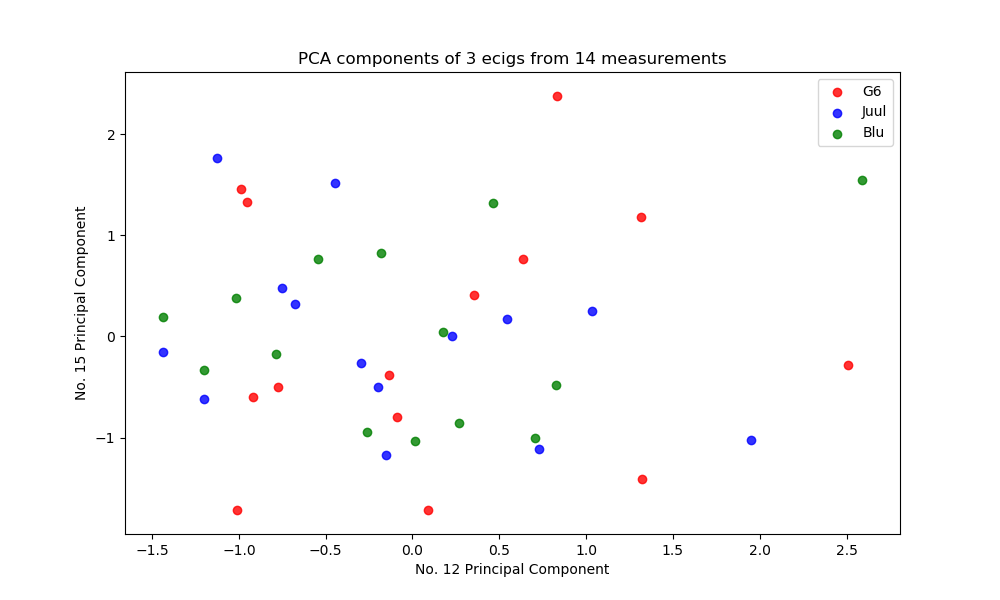 PCA components of 3 ecigs from 14 measurements
G6
Juul
Blu
No. 15 Principal Component
2
1
0
−1
−1.5 −1.0 −0.5 0.0 0.5 1.0 1.5 2.0 2.5
No. 12 Principal Component